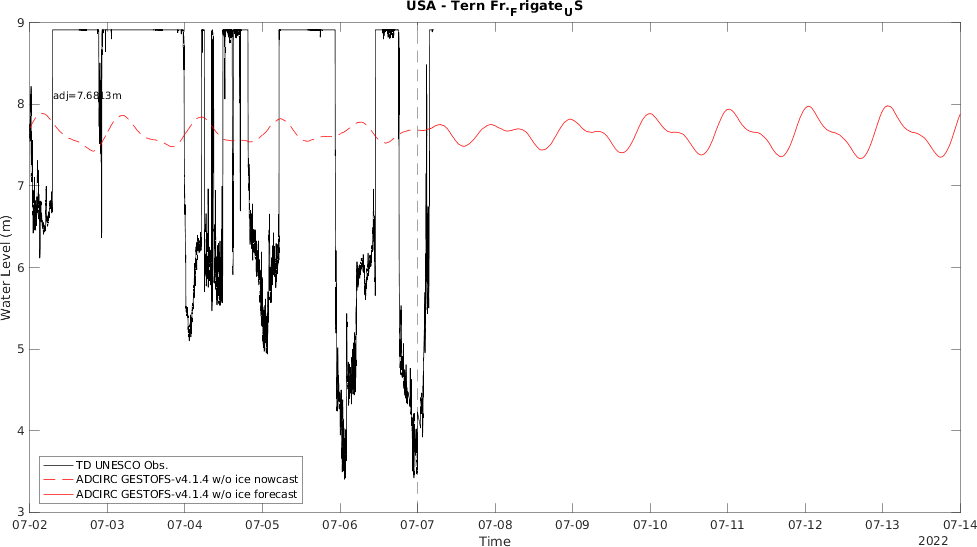 USA - Tern Fr.FrigateUS
9
8
7
6
5
4
3
adj=7.6813m
Water Level (m)
TD UNESCO Obs.
ADCIRC GESTOFS-v4.1.4 w/o ice nowcast
ADCIRC GESTOFS-v4.1.4 w/o ice forecast
07-02 07-03 07-04 07-05 07-06 07-07 07-08 07-09 07-10 07-11 07-12 07-13 07-14
Time
2022